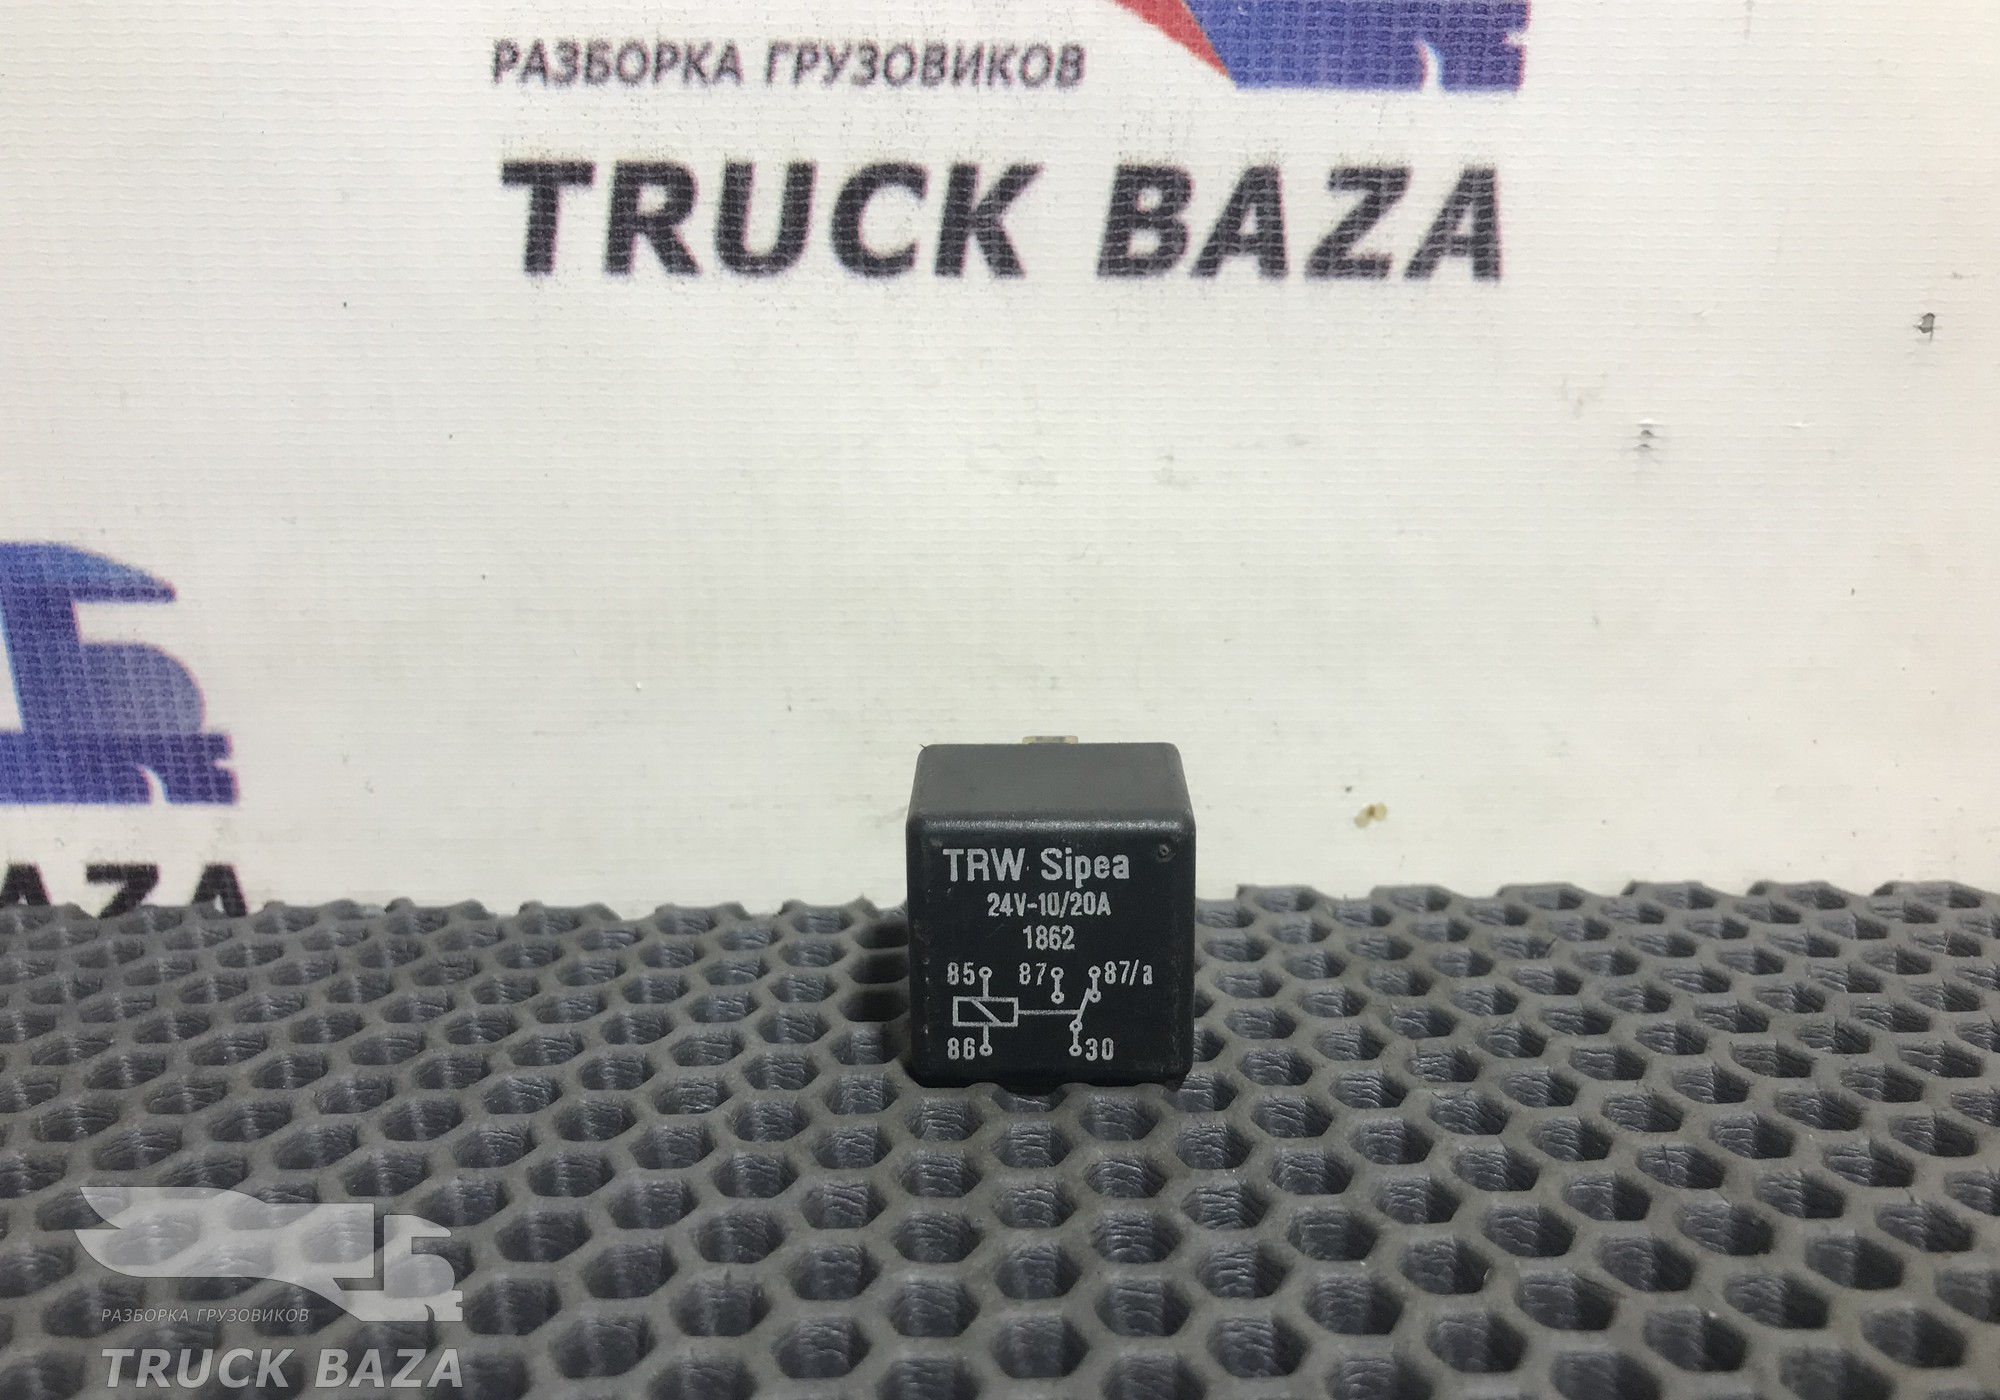 РАЗБОРКА ГРУЗОВИКОВ
TRUCK BAZA
BAZA
TRW Sipea
24V-10/20A
1862
85 87 87/a
86 30
РАЗБОРКА ГРУЗОВИКОВ
TRUCK BAZA